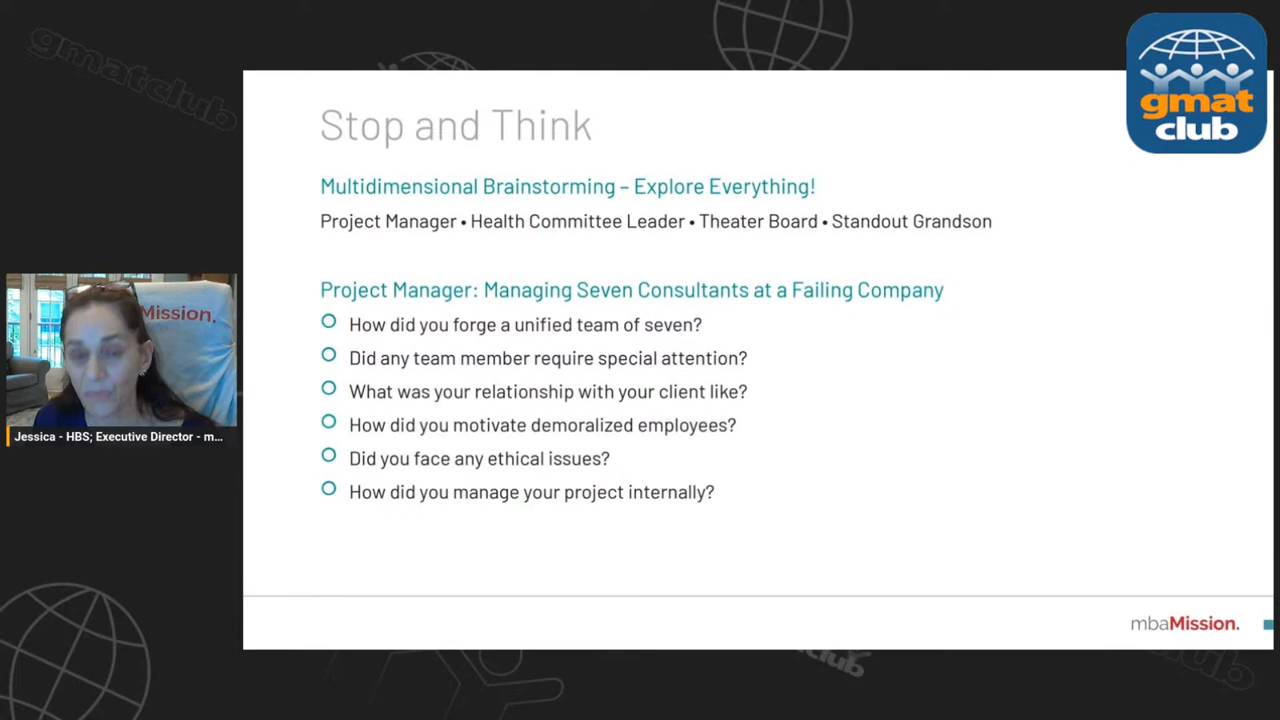 gmatclub
gmat
club
Stop and Think
Multidimensional Brainstorming – Explore Everything!
Project Manager • Health Committee Leader • Theater Board • Standout Grandson
Project Manager: Managing Seven Consultants at a Failing Company
How did you forge a unified team of seven?
Did any team member require special attention?
What was your relationship with your client like?
How did you motivate demoralized employees?
Did you face any ethical issues?
How did you manage your project internally?
Mission.
Jessica - HBS; Executive Director - m...
mbaMission.
club
gmatclub